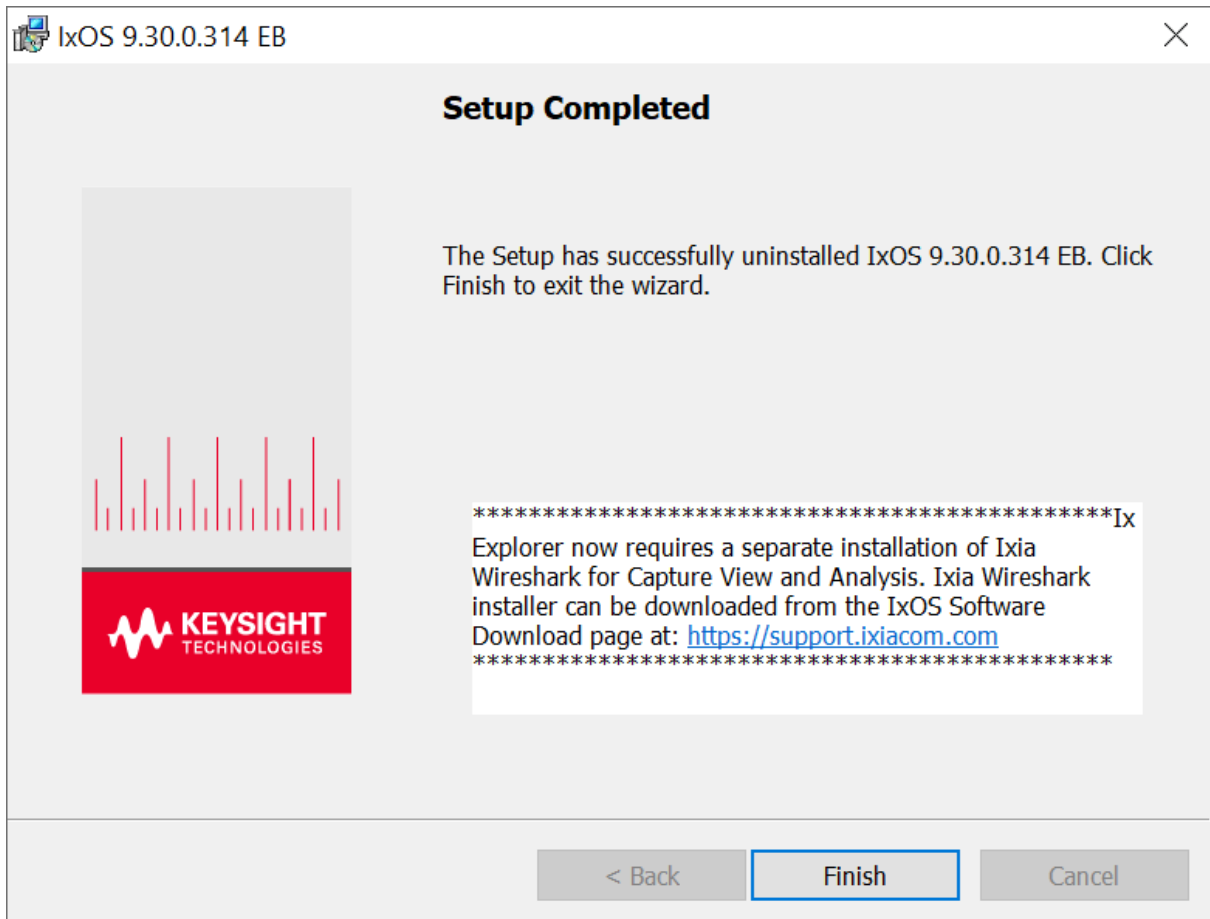 IxOS 9.30.0.314 EB
Setup Completed
The Setup has successfully uninstalled IxOS 9.30.0.314 EB. Click
Finish to exit the wizard.
**********************************************Ix
Explorer now requires a separate installation of Ixia
Wireshark for Capture View and Analysis. Ixia Wireshark
installer can be downloaded from the IxOS Software
Download page at: https://support.ixiacom.com
**********************************************
KEYSIGHT
TECHNOLOGIES
< Back
Finish
Cancel